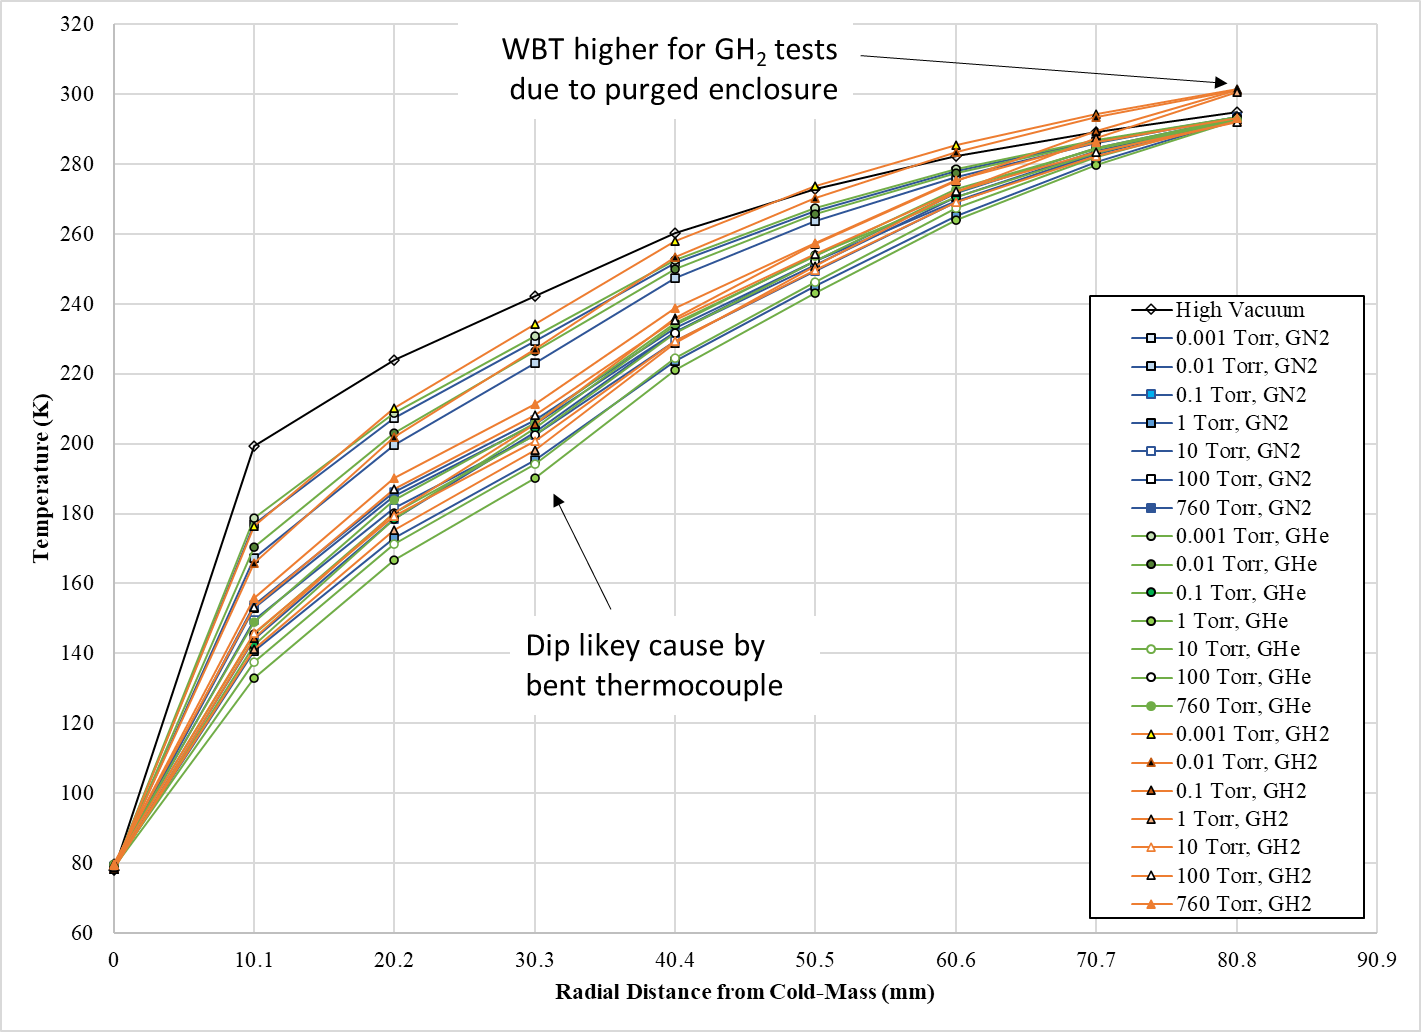 WBT higher for GH₂ tests
due to purged enclosure
Dip likey cause by
bent thermocouple
Temperature (K)
320
300
280
260
240
220
200
180
160
140
120
100
80
60
0
10.1
20.2
30.3
40.4
50.5
60.6
70.7
80.8
90.9
Radial Distance from Cold-Mass (mm)
High Vacuum
0.001 Torr, GN2
0.01 Torr, GN2
0.1 Torr, GN2
1 Torr, GN2
10 Torr, GN2
100 Torr, GN2
760 Torr, GN2
0.001 Torr, GHe
0.01 Torr, GHe
0.1 Torr, GHe
1 Torr, GHe
10 Torr, GHe
100 Torr, GHe
760 Torr, GHe
0.001 Torr, GH2
0.01 Torr, GH2
0.1 Torr, GH2
1 Torr, GH2
10 Torr, GH2
100 Torr, GH2
760 Torr, GH2